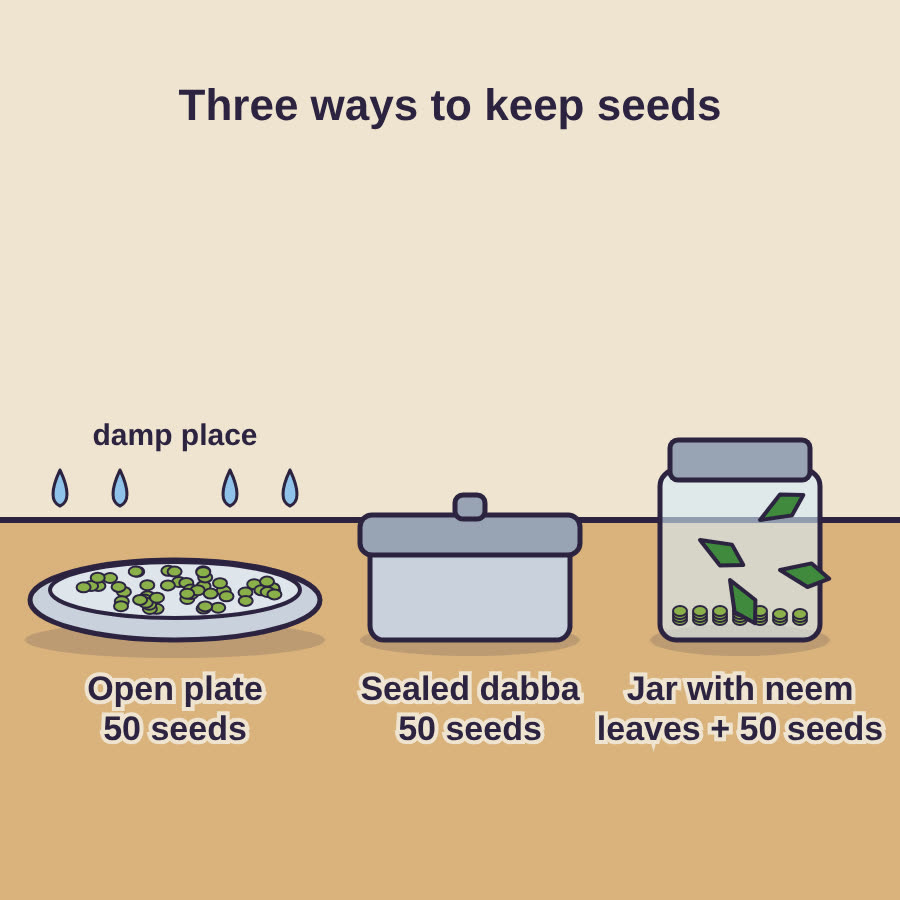 Three ways to keep seeds
damp place
Open plate
50 seeds
Sealed dabba
50 seeds
Jar with neem
leaves + 50 seeds